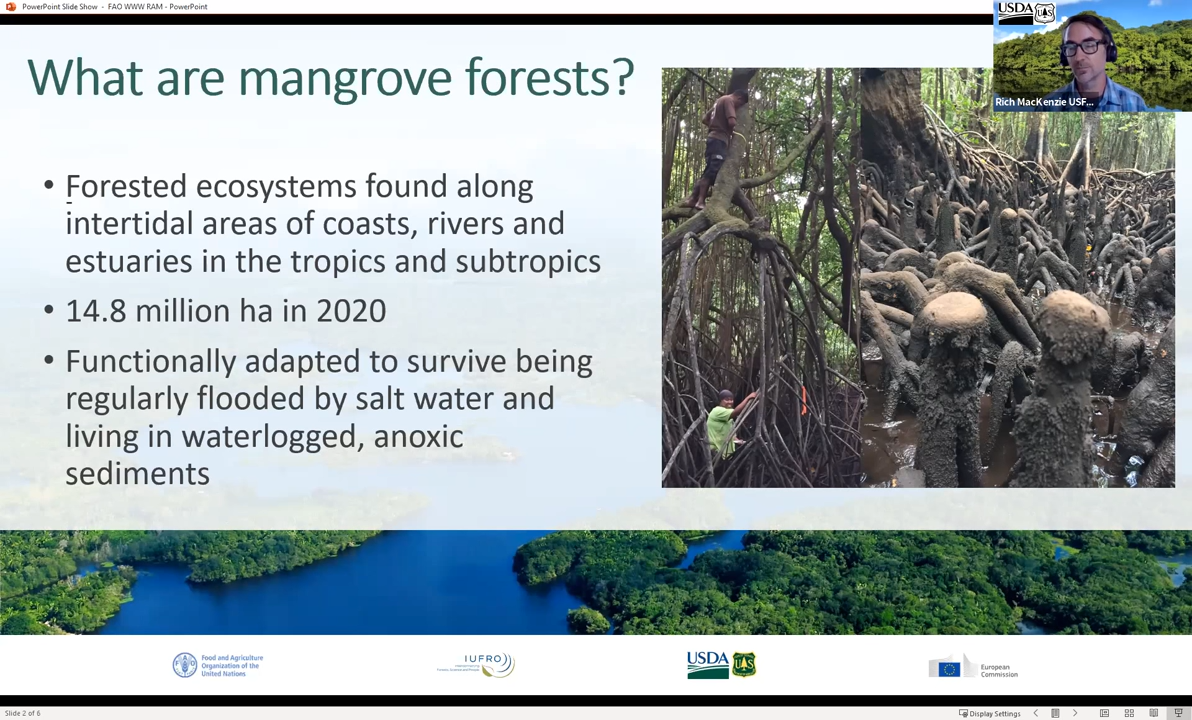 PowerPoint Slide Show - FAO WWW RAM - PowerPoint
USDA
UAS
Rich MacKenzie USF...
What are mangrove forests?
• Forested ecosystems found along
intertidal areas of coasts, rivers and
estuaries in the tropics and subtropics
• 14.8 million ha in 2020
• Functionally adapted to survive being
regularly flooded by salt water and
living in waterlogged, anoxic
sediments
FAO
Food and Agriculture
Organization of the
United Nations
IUFRO
USDA
UAS
European
Commission
Slide 2 of 6
Display Settings